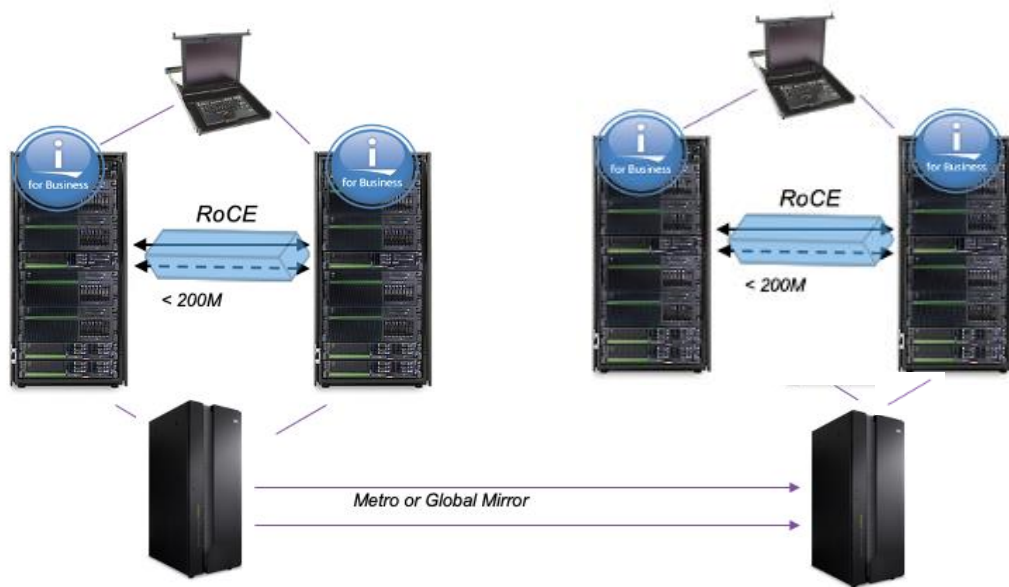 i
for Business
i
for Business
i
for Business
i
for Business
RoCE
RoCE
< 200M
< 200M
Metro or Global Mirror